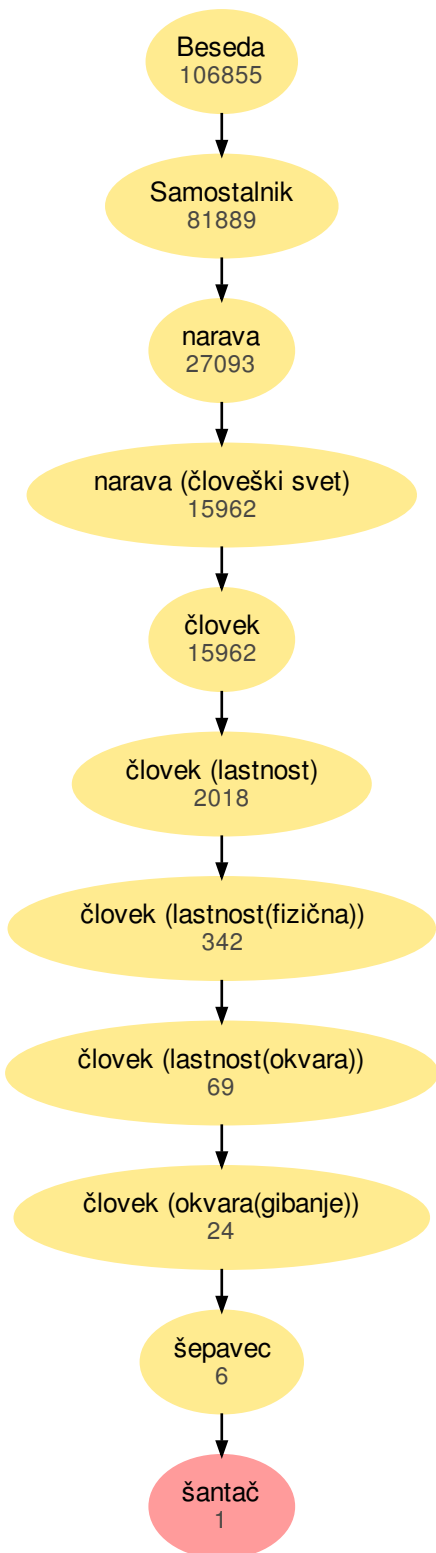 Beseda
106855
Samostalnik
81889
narava
27093
narava (človeški svet)
15962
človek
15962
človek (lastnost)
2018
človek (lastnost(fizična))
342
človek (lastnost(okvara))
69
človek (okvara(gibanje))
24
šepavec
6
šantač
1